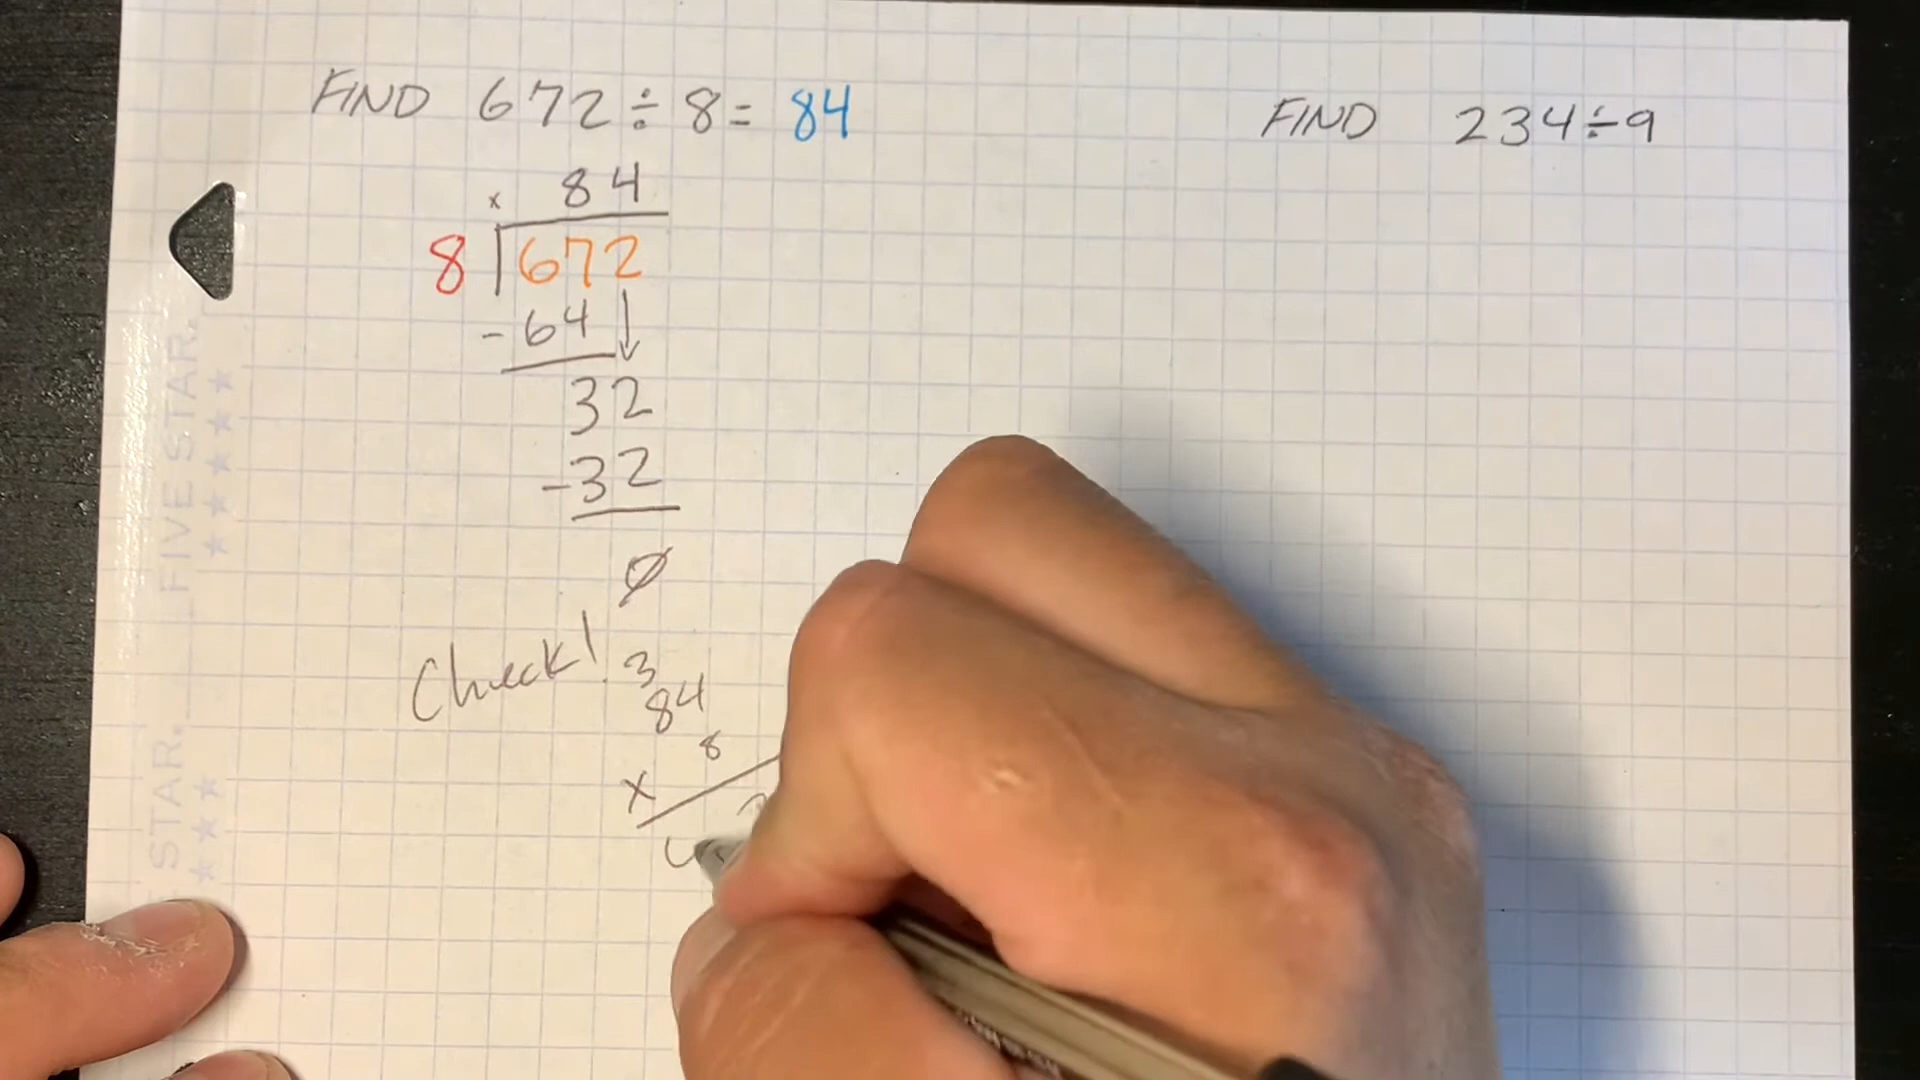 FIND 672 ÷ 8 = 84
x 84
8 672
- 64
32
- 32
0
Check!
3
84
x 8
FIND 234 ÷ 9
FIVE STAR.
STAR.